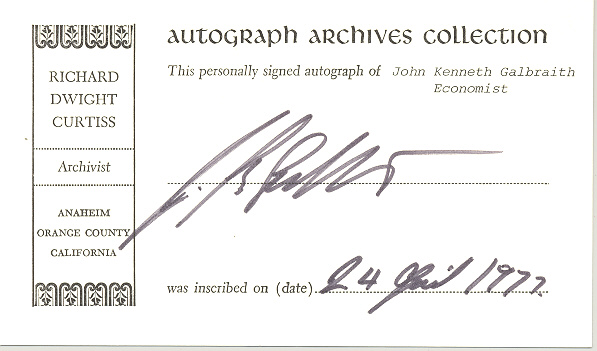 AUTOGRAPH ARCHIVES COLLECTION
This personally signed autograph of John Kenneth Galbraith
Economist
RICHARD
DWIGHT
CURTISS
Archivist
ANAHEIM
ORANGE COUNTY
CALIFORNIA
was inscribed on (date) 24 April 1977.